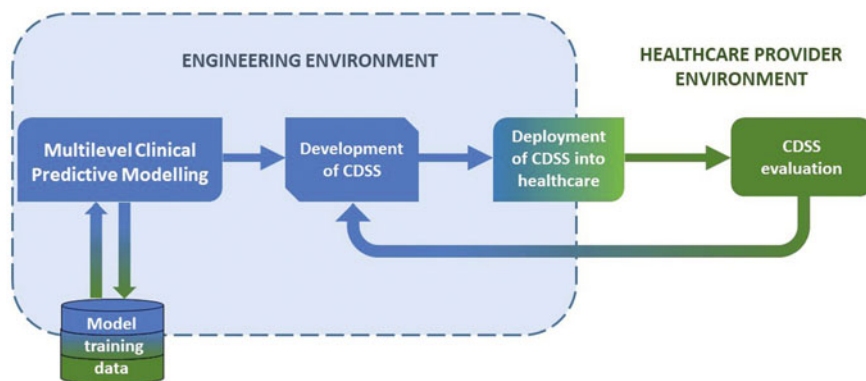 ENGINEERING ENVIRONMENT
HEALTHCARE PROVIDER
ENVIRONMENT
Multilevel Clinical
Predictive Modelling
Development
of CDSS
Deployment
of CDSS into
healthcare
CDSS
evaluation
Model
training
data